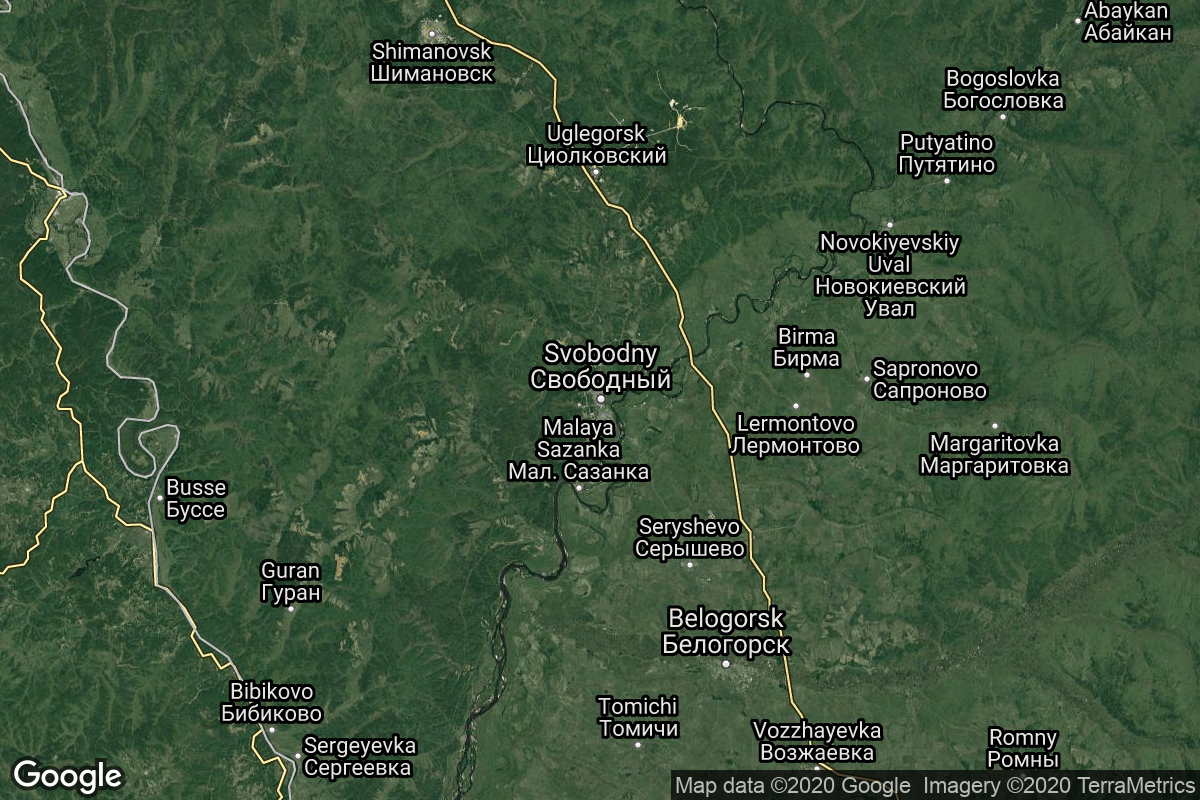 Abaykan
Абайкан
Shimanovsk
Шимановск
Bogoslovka
Богословка
Uglegorsk
Циолковский
Putyatino
Путятино
Novokiyevskiy
Uval
Новокиевский
Увал
Birma
Бирма
Svobodny
Свободный
Sapronovo
Сапроново
Malaya
Sazanka
Мал. Сазанка
Lermontovo
Лермонтово
Margaritovka
Маргаритовка
Busse
Буссе
Seryshevo
Серышево
Guran
Гуран
Belogorsk
Белогорск
Bibikovo
Бибиково
Tomichi
Томичи
Vozzhayevka
Возжаевка
Romny
Ромны
Sergeyevka
Сергеевка
Google
Map data ©2020 Google Imagery ©2020 TerraMetrics